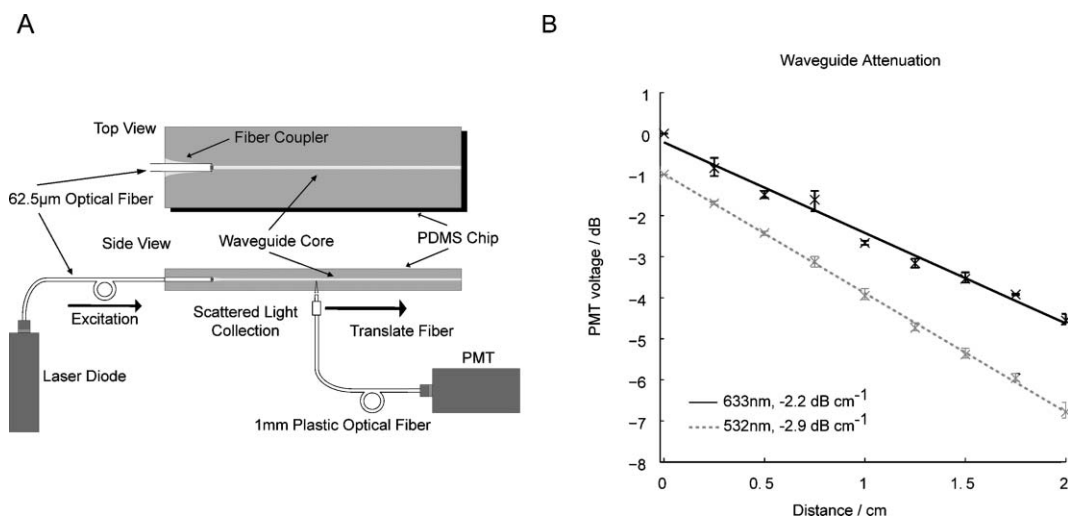 A
Top View
Fiber Coupler
62.5μm Optical Fiber
Side View
Waveguide Core
PDMS Chip
Excitation
Scattered Light
Collection
Translate Fiber
Laser Diode
PMT
1mm Plastic Optical Fiber
B
Waveguide Attenuation
PMT voltage / dB
1
0
−1
−2
−3
−4
−5
−6
−7
−8
633nm, -2.2 dB cm⁻¹
532nm, -2.9 dB cm⁻¹
0 0.5 1 1.5 2
Distance / cm